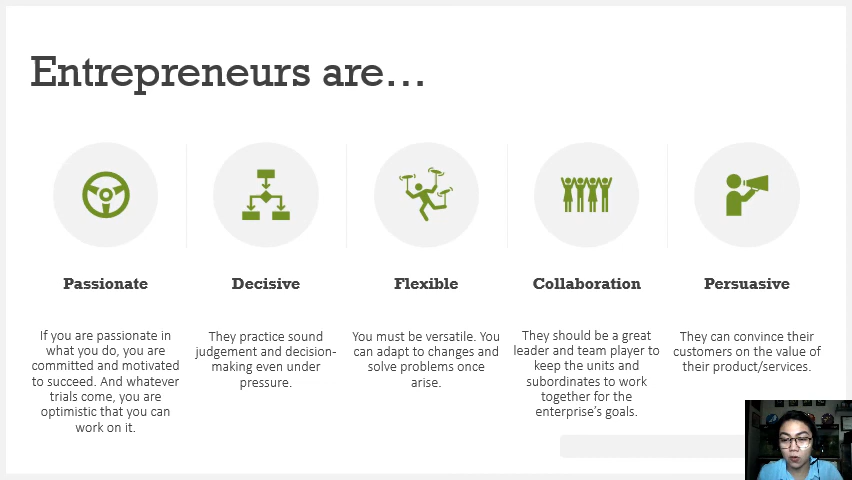 Entrepreneurs are…
Passionate
Decisive
Flexible
Collaboration
Persuasive
If you are passionate in
what you do, you are
committed and motivated
to succeed. And whatever
trials come, you are
optimistic that you can
work on it.
They practice sound
judgement and decision-
making even under
pressure.
You must be versatile. You
can adapt to changes and
solve problems once
arise.
They should be a great
leader and team player to
keep the units and
subordinates to work
together for the
enterprise’s goals.
They can convince their
customers on the value of
their product/services.